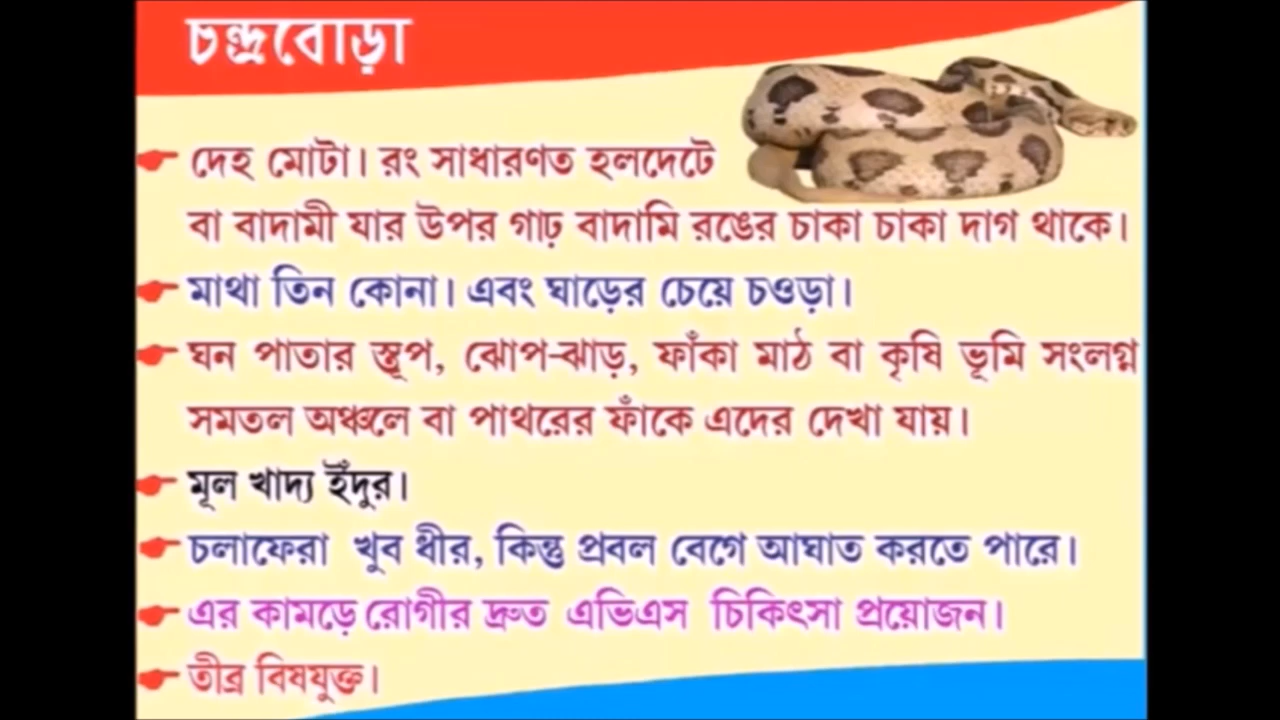 চন্দ্রবোড়া
দেহ মোটা। রং সাধারণত হলদেটে
বা বাদামী যার উপর গাঢ় বাদামি রঙের চাকা চাকা দাগ থাকে।
মাথা তিন কোনা। এবং ঘাড়ের চেয়ে চওড়া।
ঘন পাতার স্তূপ, ঝোপ-ঝাড়, ফাঁকা মাঠ বা কৃষি ভূমি সংলগ্ন
সমতল অঞ্চলে বা পাথরের ফাঁকে এদের দেখা যায়।
মূল খাদ্য ইঁদুর।
চলাফেরা খুব ধীর, কিন্তু প্রবল বেগে আঘাত করতে পারে।
এর কামড়ে রোগীর দ্রুত এভিএস চিকিৎসা প্রয়োজন।
তীব্র বিষযুক্ত।